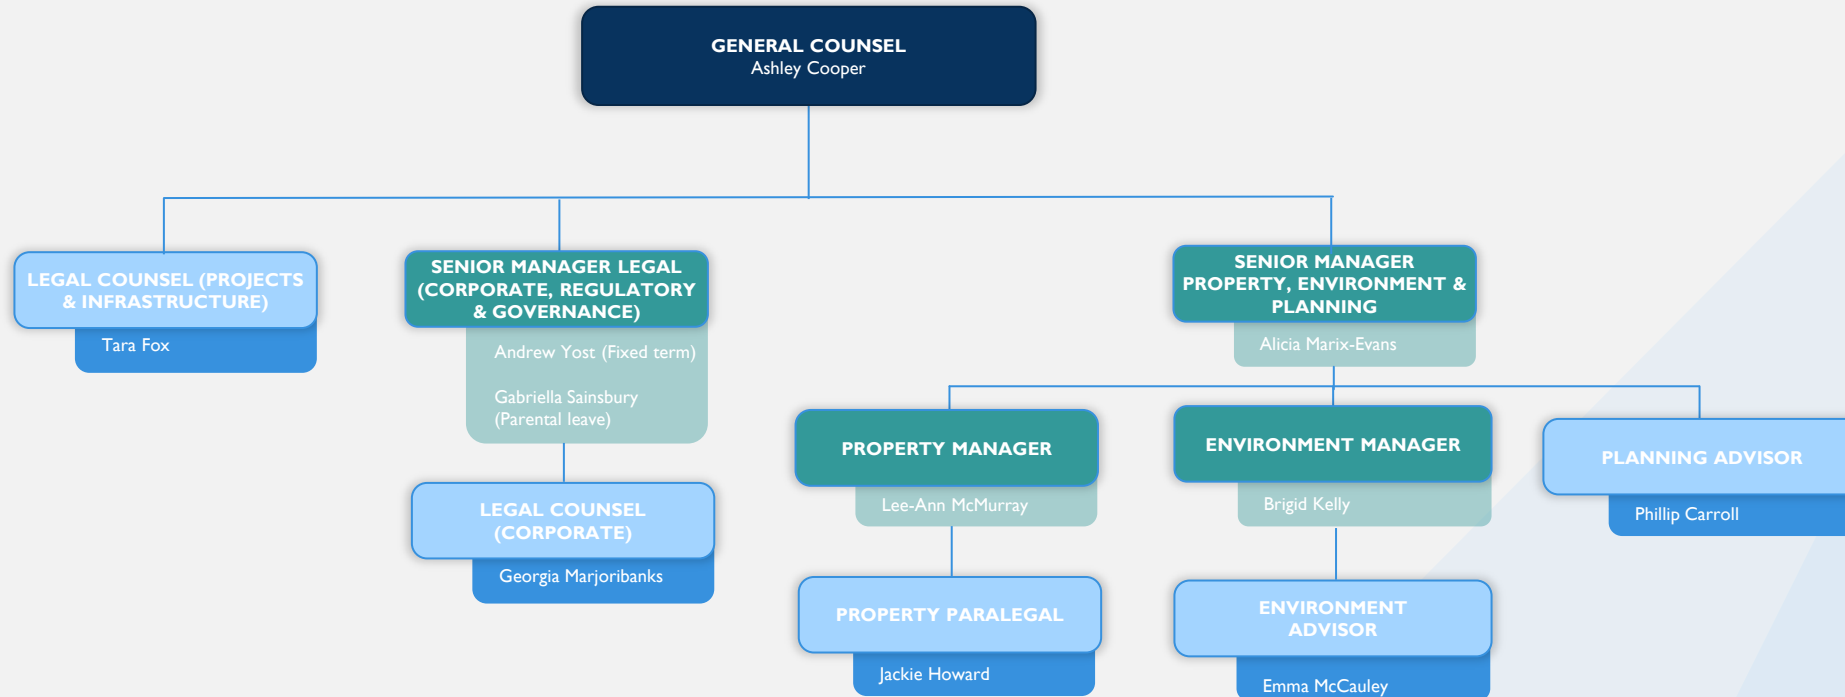 GENERAL COUNSEL
Ashley Cooper
LEGAL COUNSEL (PROJECTS
& INFRASTRUCTURE)
Tara Fox
SENIOR MANAGER LEGAL
(CORPORATE, REGULATORY
& GOVERNANCE)
Andrew Yost (Fixed term)
Gabriella Sainsbury
(Parental leave)
LEGAL COUNSEL
(CORPORATE)
Georgia Marjoribanks
SENIOR MANAGER
PROPERTY, ENVIRONMENT &
PLANNING
Alicia Marix-Evans
PROPERTY MANAGER
Lee-Ann McMurray
PROPERTY PARALEGAL
Jackie Howard
ENVIRONMENT MANAGER
Brigid Kelly
ENVIRONMENT
ADVISOR
Emma McCauley
PLANNING ADVISOR
Phillip Carroll